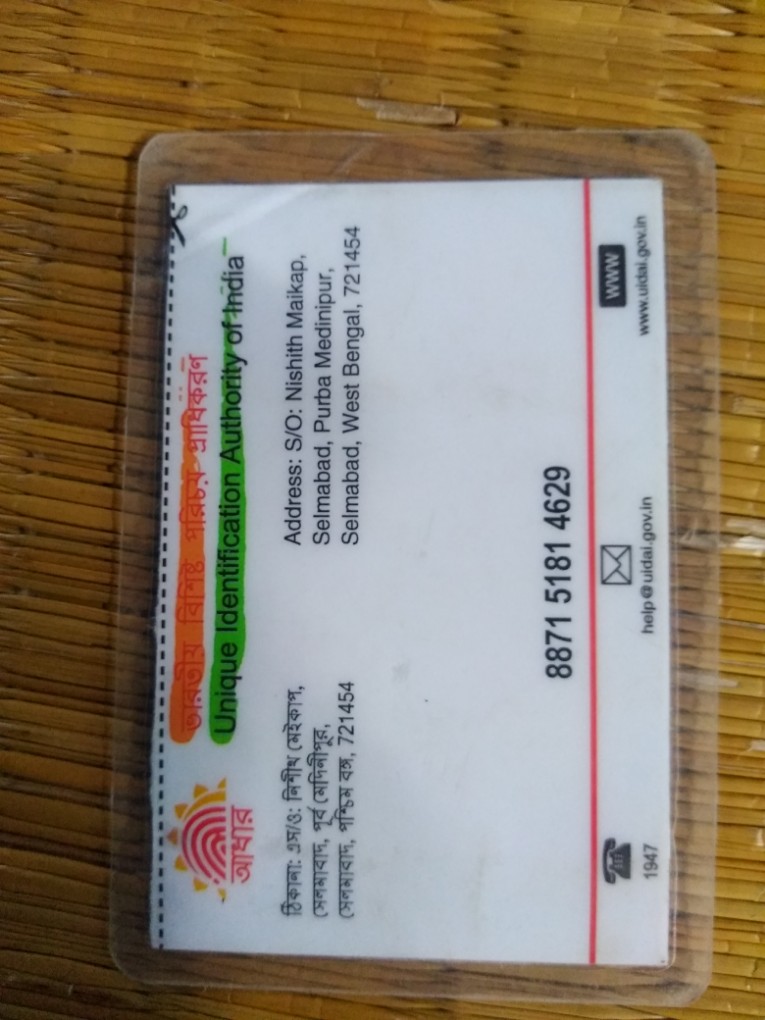 ভারতীয় বিশিষ্ট পরিচয় প্রাধিকরণ
Unique Identification Authority of India
আধার
ঠিকানা: এস/ও: নিশীথ মেইকাপ,
সেলমাবাদ, পূর্ব মেদিনীপুর,
সেলমাবাদ, পশ্চিম বঙ্গ, 721454
Address: S/O: Nishith Maikap,
Selmabad, Purba Medinipur,
Selmabad, West Bengal, 721454
8871 5181 4629
1947
help@uidai.gov.in
www
www.uidai.gov.in